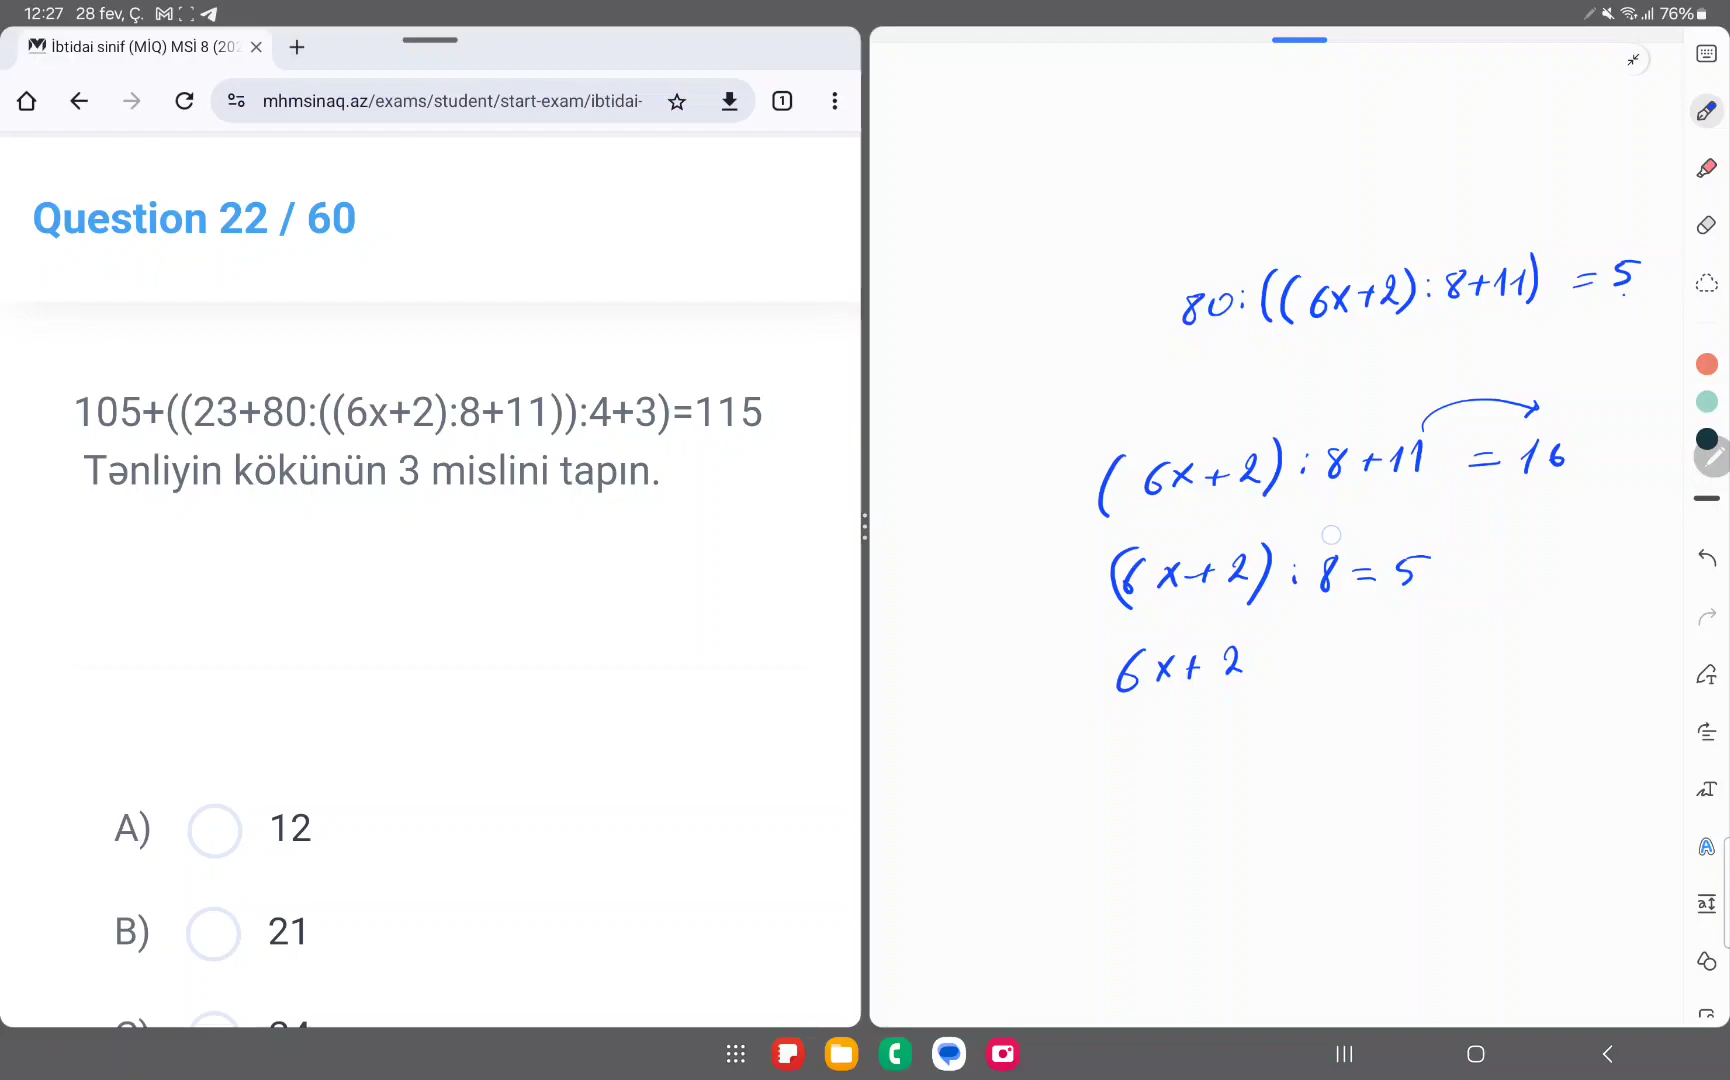 12:27 28 fev, Ç. 76%
İbtidai sinif (MİQ) MSİ 8 (202
mhmsinaq.az/exams/student/start-exam/ibtidai-
1
Question 22 / 60
105+((23+80:((6x+2):8+11)):4+3)=115
Tənliyin kökünün 3 mislini tapın.
A) 12
B) 21
80:((6x+2):8+11) = 5
(6x+2):8+11 = 16
(6x+2):8=5
6x+2